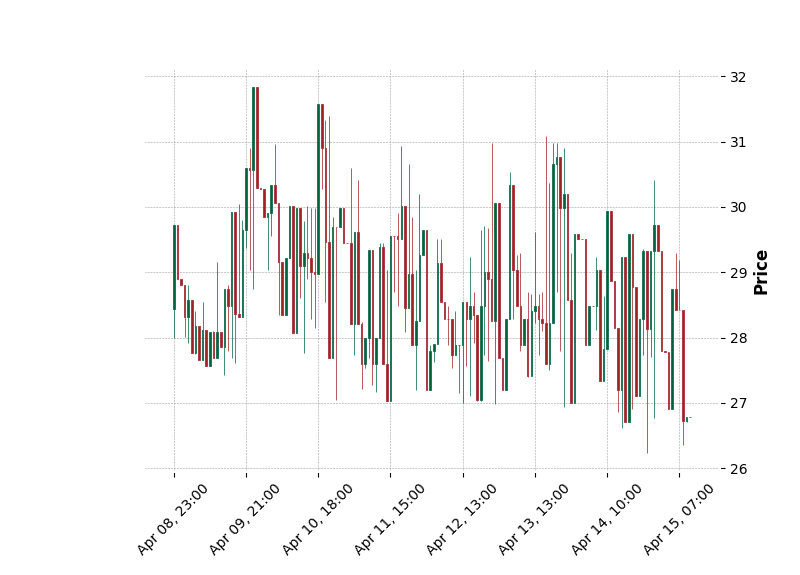 32
31
30
29
28
27
26
Price
Apr 08, 23:00
Apr 09, 21:00
Apr 10, 18:00
Apr 11, 15:00
Apr 12, 13:00
Apr 13, 13:00
Apr 14, 10:00
Apr 15, 07:00